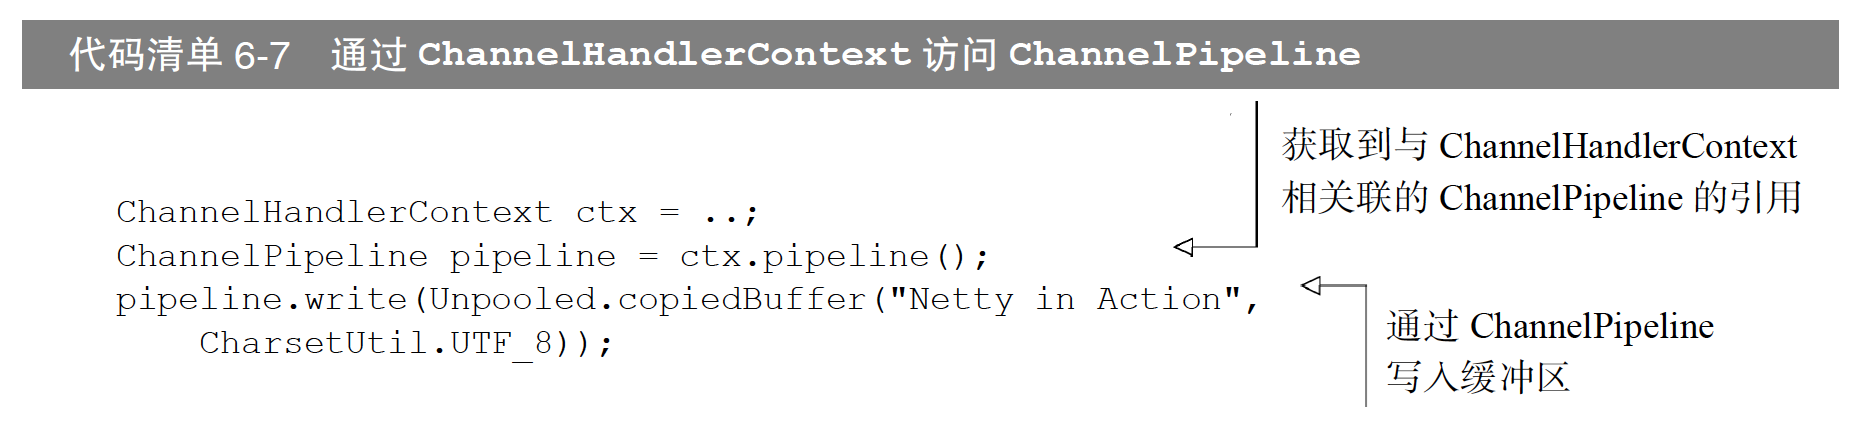 代码清单 6-7 通过 ChannelHandlerContext 访问 ChannelPipeline
获取到与 ChannelHandlerContext
相关联的 ChannelPipeline 的引用
ChannelHandlerContext ctx = ..;
ChannelPipeline pipeline = ctx.pipeline();
pipeline.write(Unpooled.copiedBuffer("Netty in Action",
CharsetUtil.UTF_8));
通过 ChannelPipeline
写入缓冲区